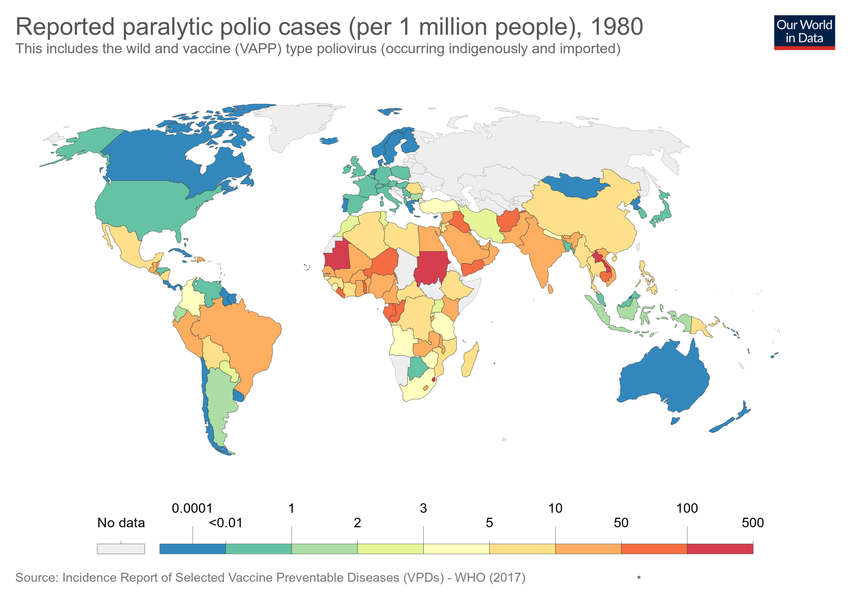 Reported paralytic polio cases (per 1 million people), 1980
This includes the wild and vaccine (VAPP) type poliovirus (occurring indigenously and imported)
Our World
in Data
0.0001 1 3 10 100
No data <0.01 2 5 50 500
Source: Incidence Report of Selected Vaccine Preventable Diseases (VPDs) - WHO (2017) •